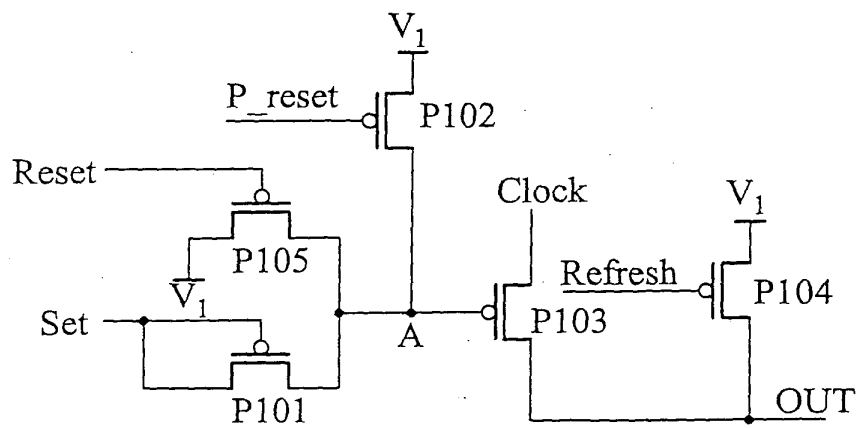 V1
P_reset
P102
Reset
Clock
V1
P105
Refresh
P104
V1
P103
Set
A
P101
OUT